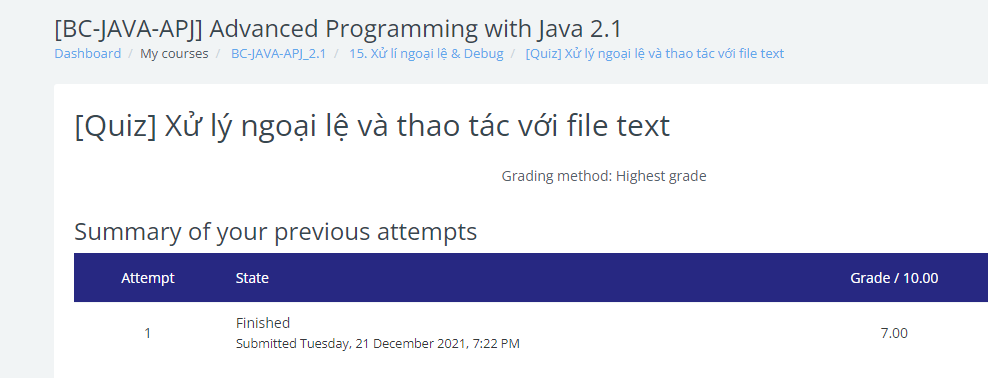 [BC-JAVA-APJ] Advanced Programming with Java 2.1
Dashboard / My courses / BC-JAVA-APJ_2.1 / 15. Xử lí ngoại lệ & Debug / [Quiz] Xử lý ngoại lệ và thao tác với file text
[Quiz] Xử lý ngoại lệ và thao tác với file text
Grading method: Highest grade
Summary of your previous attempts
Attempt State Grade / 10.00
Finished
1 7.00
Submitted Tuesday, 21 December 2021, 7:22 PM